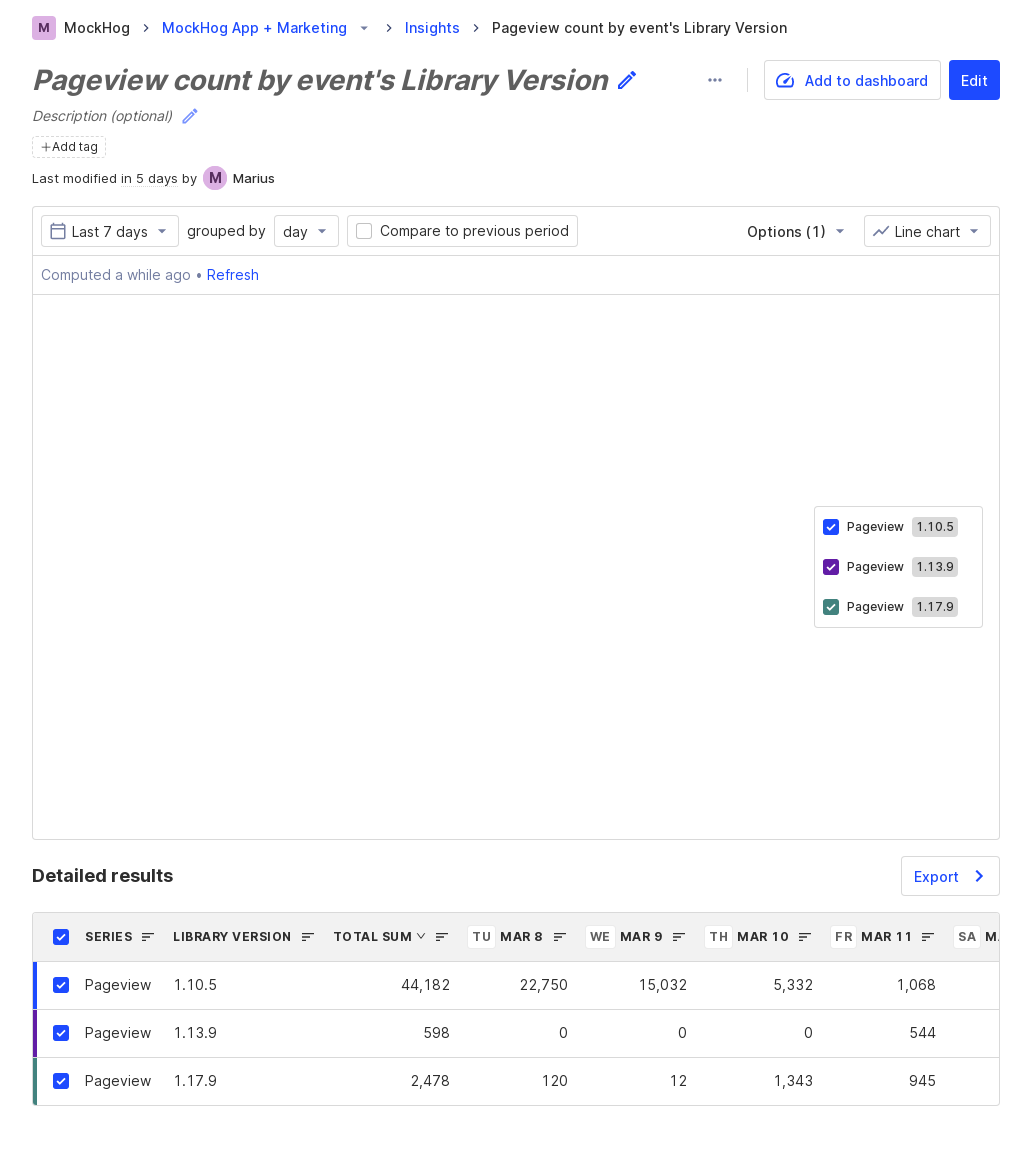 M MockHog > MockHog App + Marketing > Insights > Pageview count by event's Library Version
Pageview count by event's Library Version
Add to dashboard Edit
Description (optional)
+Add tag
Last modified in 5 days by M Marius
Last 7 days grouped by day Compare to previous period Options (1) Line chart
Computed a while ago • Refresh
Pageview 1.10.5
Pageview 1.13.9
Pageview 1.17.9
Detailed results Export
SERIES LIBRARY VERSION TOTAL SUM TU MAR 8 WE MAR 9 TH MAR 10 FR MAR 11 SA
Pageview 1.10.5 44,182 22,750 15,032 5,332 1,068
Pageview 1.13.9 598 0 0 0 544
Pageview 1.17.9 2,478 120 12 1,343 945